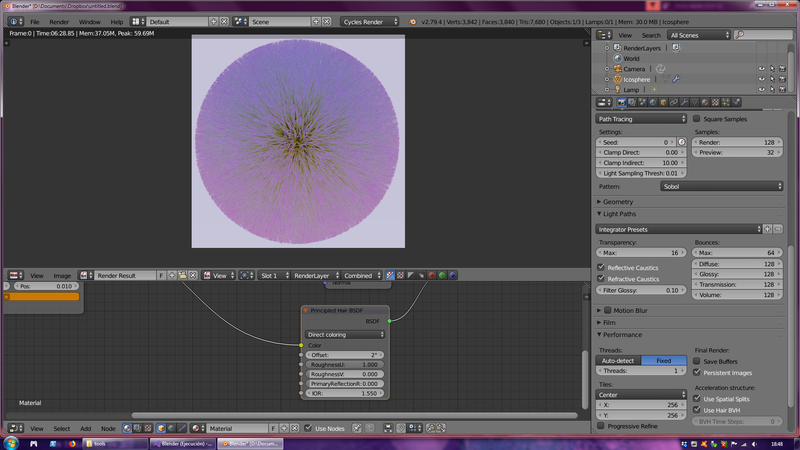 Blender* [D:\Documents\Dropbox\untitled.blend]
File Render Window Help Default Scene Cycles Render v2.79.4 | Verts:3,842 | Faces:3,840 | Tris:7,680 | Objects:1/3 | Lamps:0/1 | Mem: 30.0 MB | Icosphere
Frame:0 | Time:06:28.85 | Mem:37.05M, Peak: 59.69M
View Search All Scenes
RenderLayers
World
Camera
Icosphere
Lamp
Path Tracing Square Samples
Settings: Samples:
Seed: 0 Render: 128
Clamp Direct: 0.00 Preview: 32
Clamp Indirect: 10.00
Light Sampling Thresh: 0.01
Pattern: Sobol
Geometry
Light Paths
Integrator Presets
Transparency: Bounces:
Max: 16 Max: 64
Reflective Caustics Diffuse: 128
Refractive Caustics Glossy: 128
Filter Glossy: 0.10 Transmission: 128
Volume: 128
Motion Blur
Film
Performance
Threads: Final Render:
Auto-detect Fixed Save Buffers
Threads: 1 Persistent Images
Tiles: Acceleration structure:
Center Use Spatial Splits
X: 256 Use Hair BVH
Y: 256 BVH Time Steps: 0
Progressive Refine
View Image Render Result F View Slot 1 RenderLayer Combined
Pos: 0.010
Normal
Principled Hair BSDF
BSDF
Direct coloring
Color
Offset: 2°
RoughnessU: 1.000
RoughnessV: 0.000
PrimaryReflectionR: 0.000
IOR: 1.550
Material
View Select Add Node Material F Use Nodes
tools Blender (Ejecución) -... Blender* [D:\Docum... 18:48